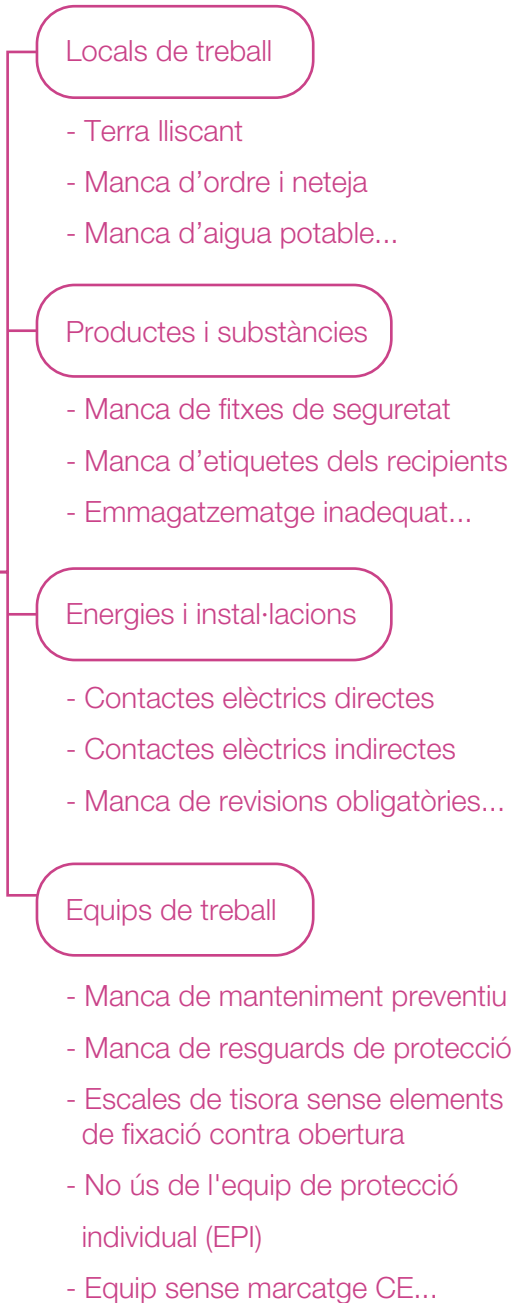 Locals de treball
- Terra lliscant
- Manca d’ordre i neteja
- Manca d’aigua potable...
Productes i substàncies
- Manca de fitxes de seguretat
- Manca d’etiquetes dels recipients
- Emmagatzematge inadequat...
Energies i instal·lacions
- Contactes elèctrics directes
- Contactes elèctrics indirectes
- Manca de revisions obligatòries...
Equips de treball
- Manca de manteniment preventiu
- Manca de resguards de protecció
- Escales de tisora sense elements
de fixació contra obertura
- No ús de l'equip de protecció
individual (EPI)
- Equip sense marcatge CE...